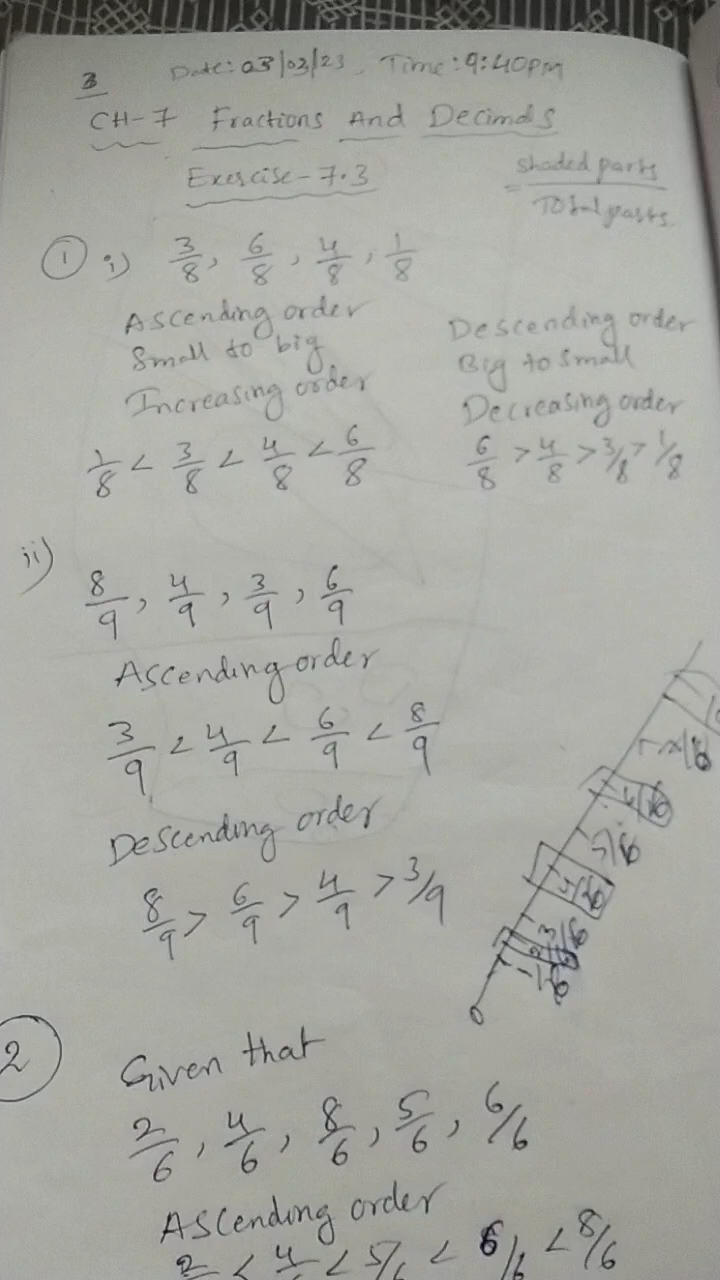 3 Date: 03/03/23, Time: 9:40pm
CH-7 Fractions And Decimals
Exercise-7.3
= shaded parts / Total parts
① i) 3/8, 6/8, 4/8, 1/8
Ascending order
Small to big
Increasing order
1/8 < 3/8 < 4/8 < 6/8
Descending order
Big to Small
Decreasing order
6/8 > 4/8 > 3/8 > 1/8
ii)
8/9, 4/9, 3/9, 6/9
Ascending order
3/9 < 4/9 < 6/9 < 8/9
Descending order
8/9 > 6/9 > 4/9 > 3/9
0
2 Given that
2/6, 4/6, 8/6, 5/6, 6/6
Ascending order
2/6 < 4/6 < 5/6 < 6/6 < 8/6